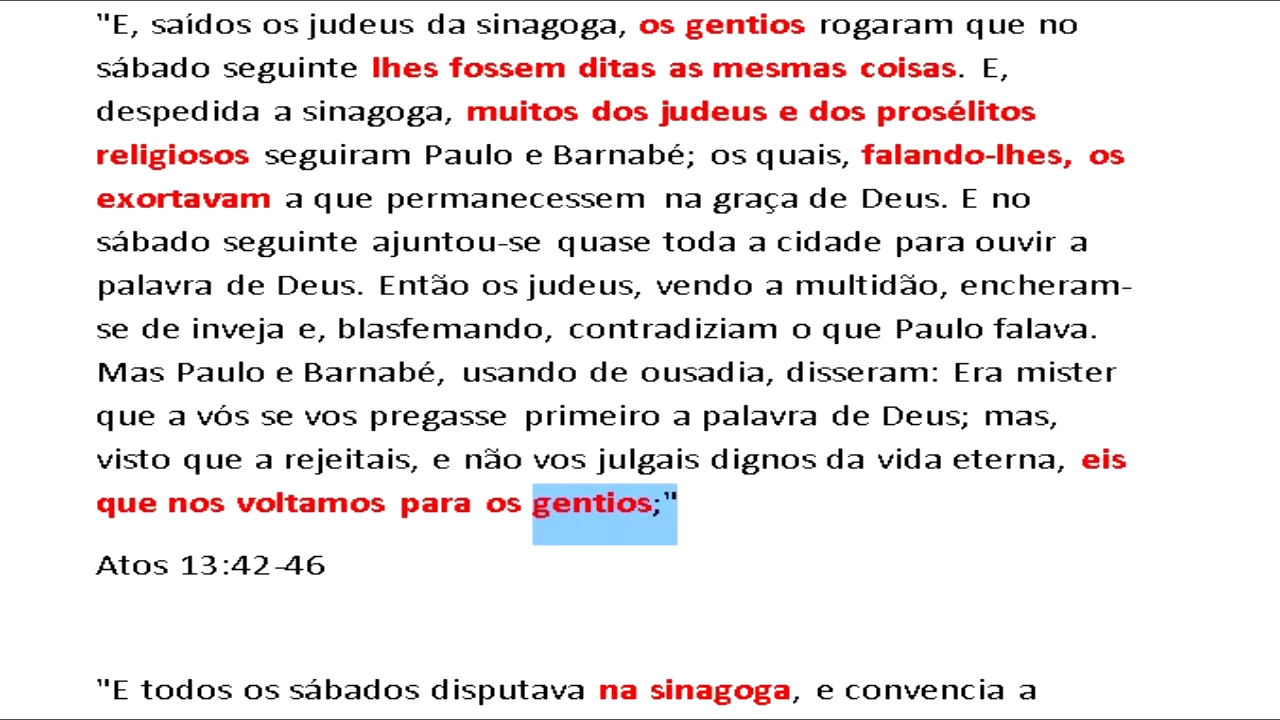 "E, saídos os judeus da sinagoga, os gentios rogaram que no
sábado seguinte lhes fossem ditas as mesmas coisas. E,
despedida a sinagoga, muitos dos judeus e dos prosélitos
religiosos seguiram Paulo e Barnabé; os quais, falando-lhes, os
exortavam a que permanecessem na graça de Deus. E no
sábado seguinte ajuntou-se quase toda a cidade para ouvir a
palavra de Deus. Então os judeus, vendo a multidão, encheram-
se de inveja e, blasfemando, contradiziam o que Paulo falava.
Mas Paulo e Barnabé, usando de ousadia, disseram: Era mister
que a vós se vos pregasse primeiro a palavra de Deus; mas,
visto que a rejeitais, e não vos julgais dignos da vida eterna, eis
que nos voltamos para os gentios;"
Atos 13:42-46
"E todos os sábados disputava na sinagoga, e convencia a